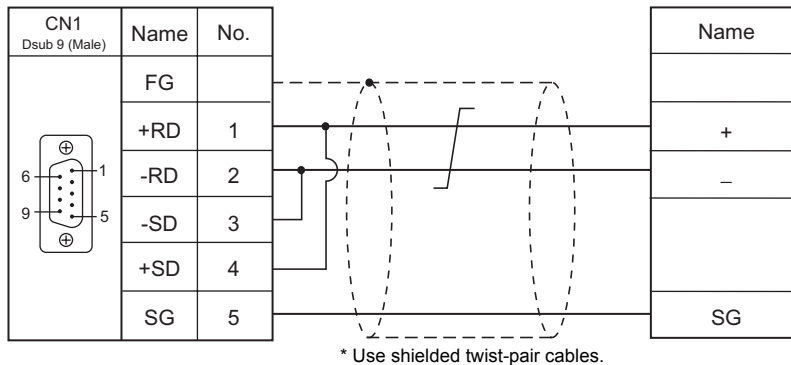 CN1
Dsub 9 (Male)
Name
No.
Name
FG
+RD
1
+
-RD
2
−
-SD
3
+SD
4
SG
5
SG
6
1
9
5
* Use shielded twist-pair cables.